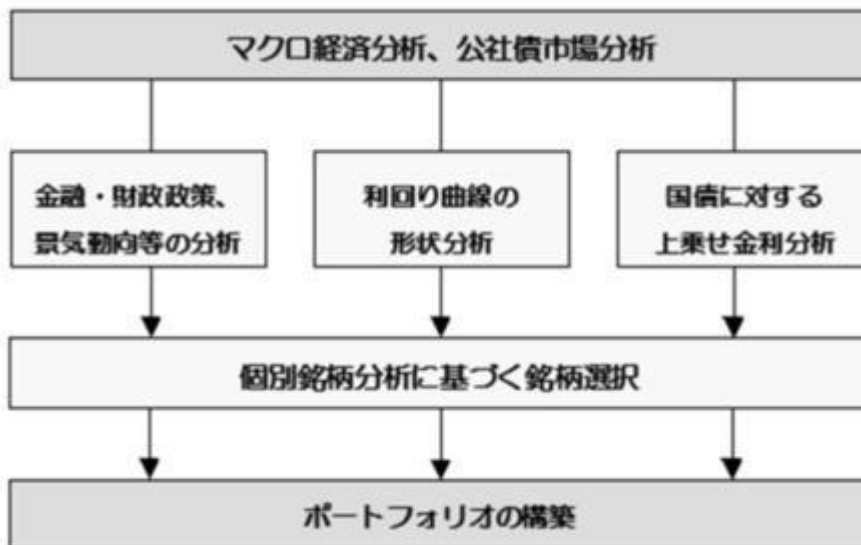 マクロ経済分析、公社債市場分析
金融・財政政策、
景気動向等の分析
利回り曲線の
形状分析
国債に対する
上乗せ金利分析
個別銘柄分析に基づく銘柄選択
ポートフォリオの構築